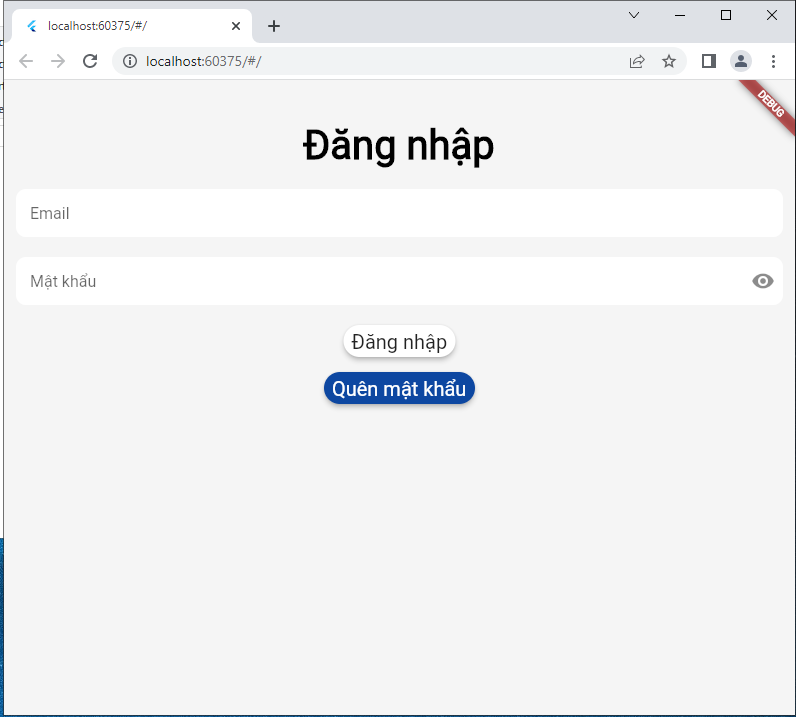 localhost:60375/#/
localhost:60375/#/
DEBUG
Đăng nhập
Email
Mật khẩu
Đăng nhập
Quên mật khẩu